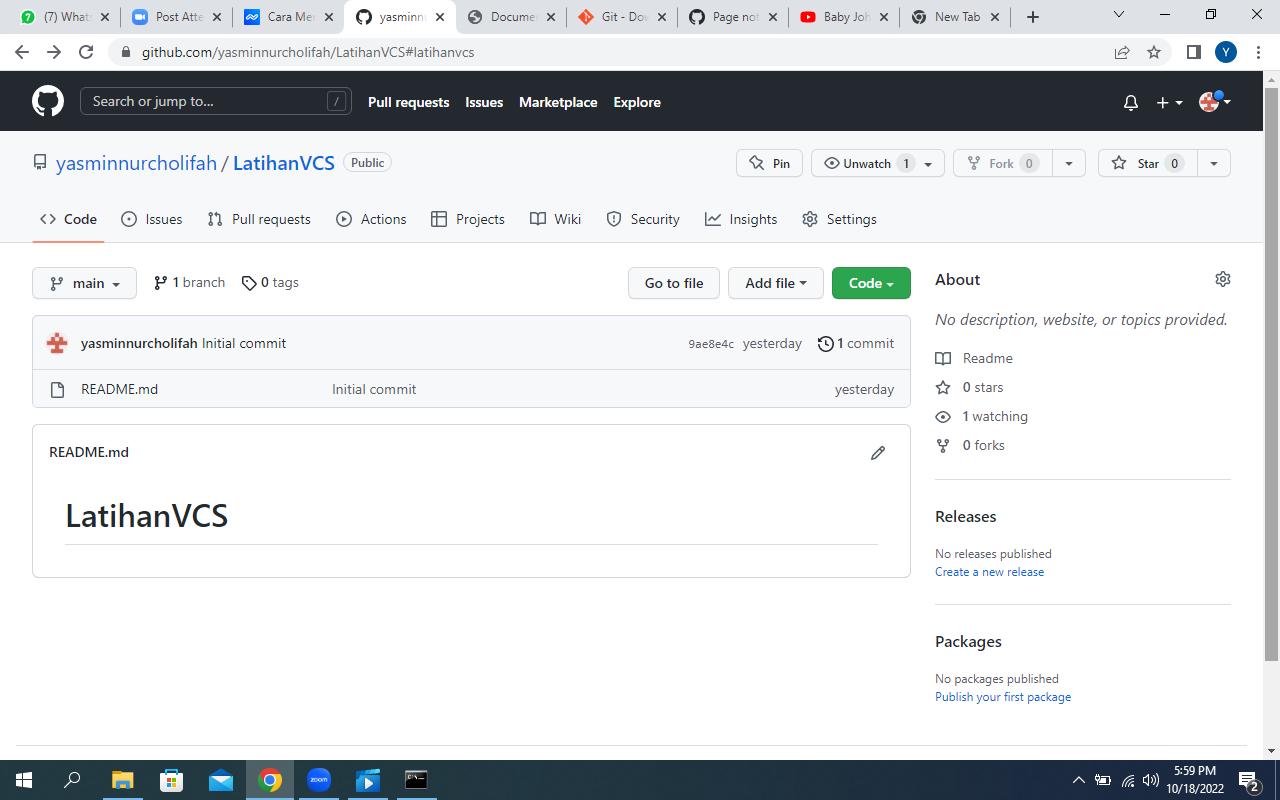 (7) Whats
Post Atte
Cara Mer
yasminnu
Docume
Git - Dow
Page not
Baby Joh
New Tab
github.com/yasminnurcholifah/LatihanVCS#latihanvcs
Y
Search or jump to... /
Pull requests Issues Marketplace Explore
yasminnurcholifah / LatihanVCS Public
Pin Unwatch 1 Fork 0 Star 0
Code Issues Pull requests Actions Projects Wiki Security Insights Settings
main 1 branch 0 tags Go to file Add file Code
yasminnurcholifah Initial commit 9ae8e4c yesterday 1 commit
README.md Initial commit yesterday
README.md
LatihanVCS
About
No description, website, or topics provided.
Readme
0 stars
1 watching
0 forks
Releases
No releases published
Create a new release
Packages
No packages published
Publish your first package
zoom
5:59 PM
10/18/2022
2